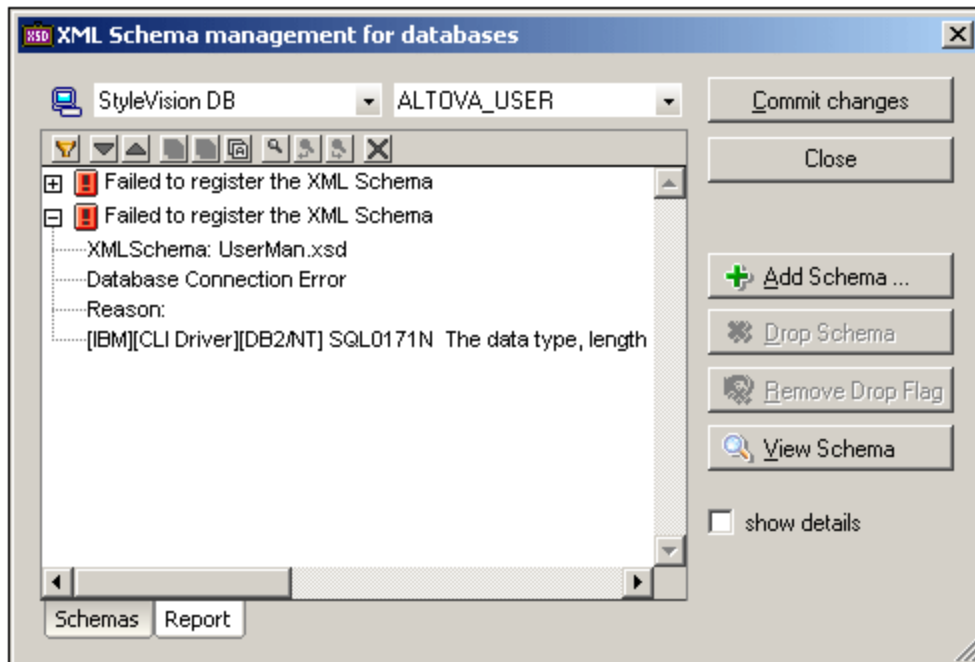 XSD XML Schema management for databases
StyleVision DB
ALTOVA_USER
Commit changes
Close
Failed to register the XML Schema
Failed to register the XML Schema
XMLSchema: UserMan.xsd
Database Connection Error
Reason:
[IBM][CLI Driver][DB2/NT] SQL0171N  The data type, length
Add Schema ...
Drop Schema
Remove Drop Flag
View Schema
show details
Schemas
Report